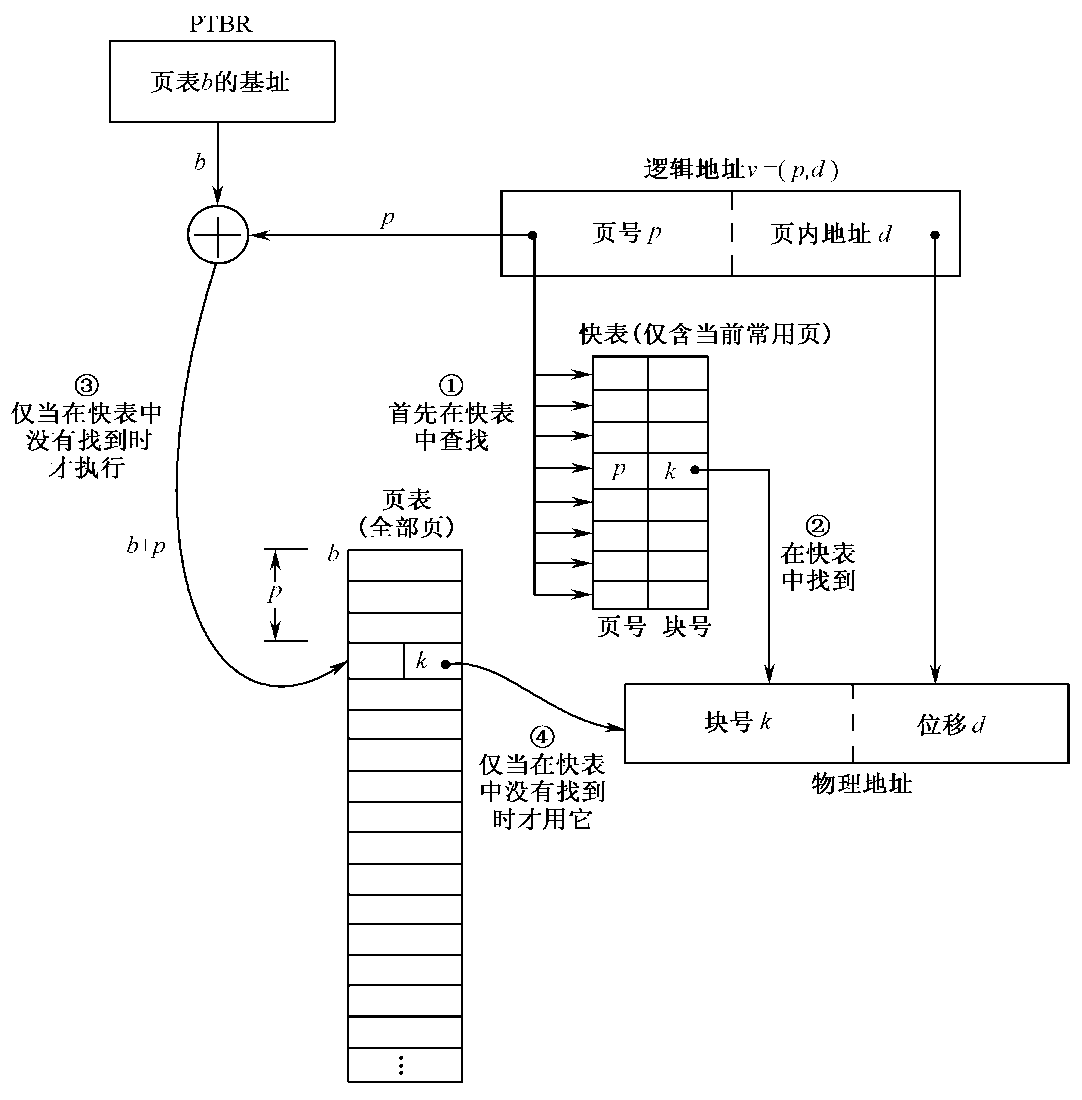 PTBR
页表b的基址
b
逻辑地址v=(p,d)
p
页号p
页内地址d
快表(仅含当前常用页)
①
首先在快表
中查找
③
仅当在快表中
没有找到时
才执行
p
k
页表
(全部页)
②
在快表
中找到
b+p
b
p
页号
块号
k
块号k
位移d
④
仅当在快表
中没有找到
时才用它
物理地址
⋮